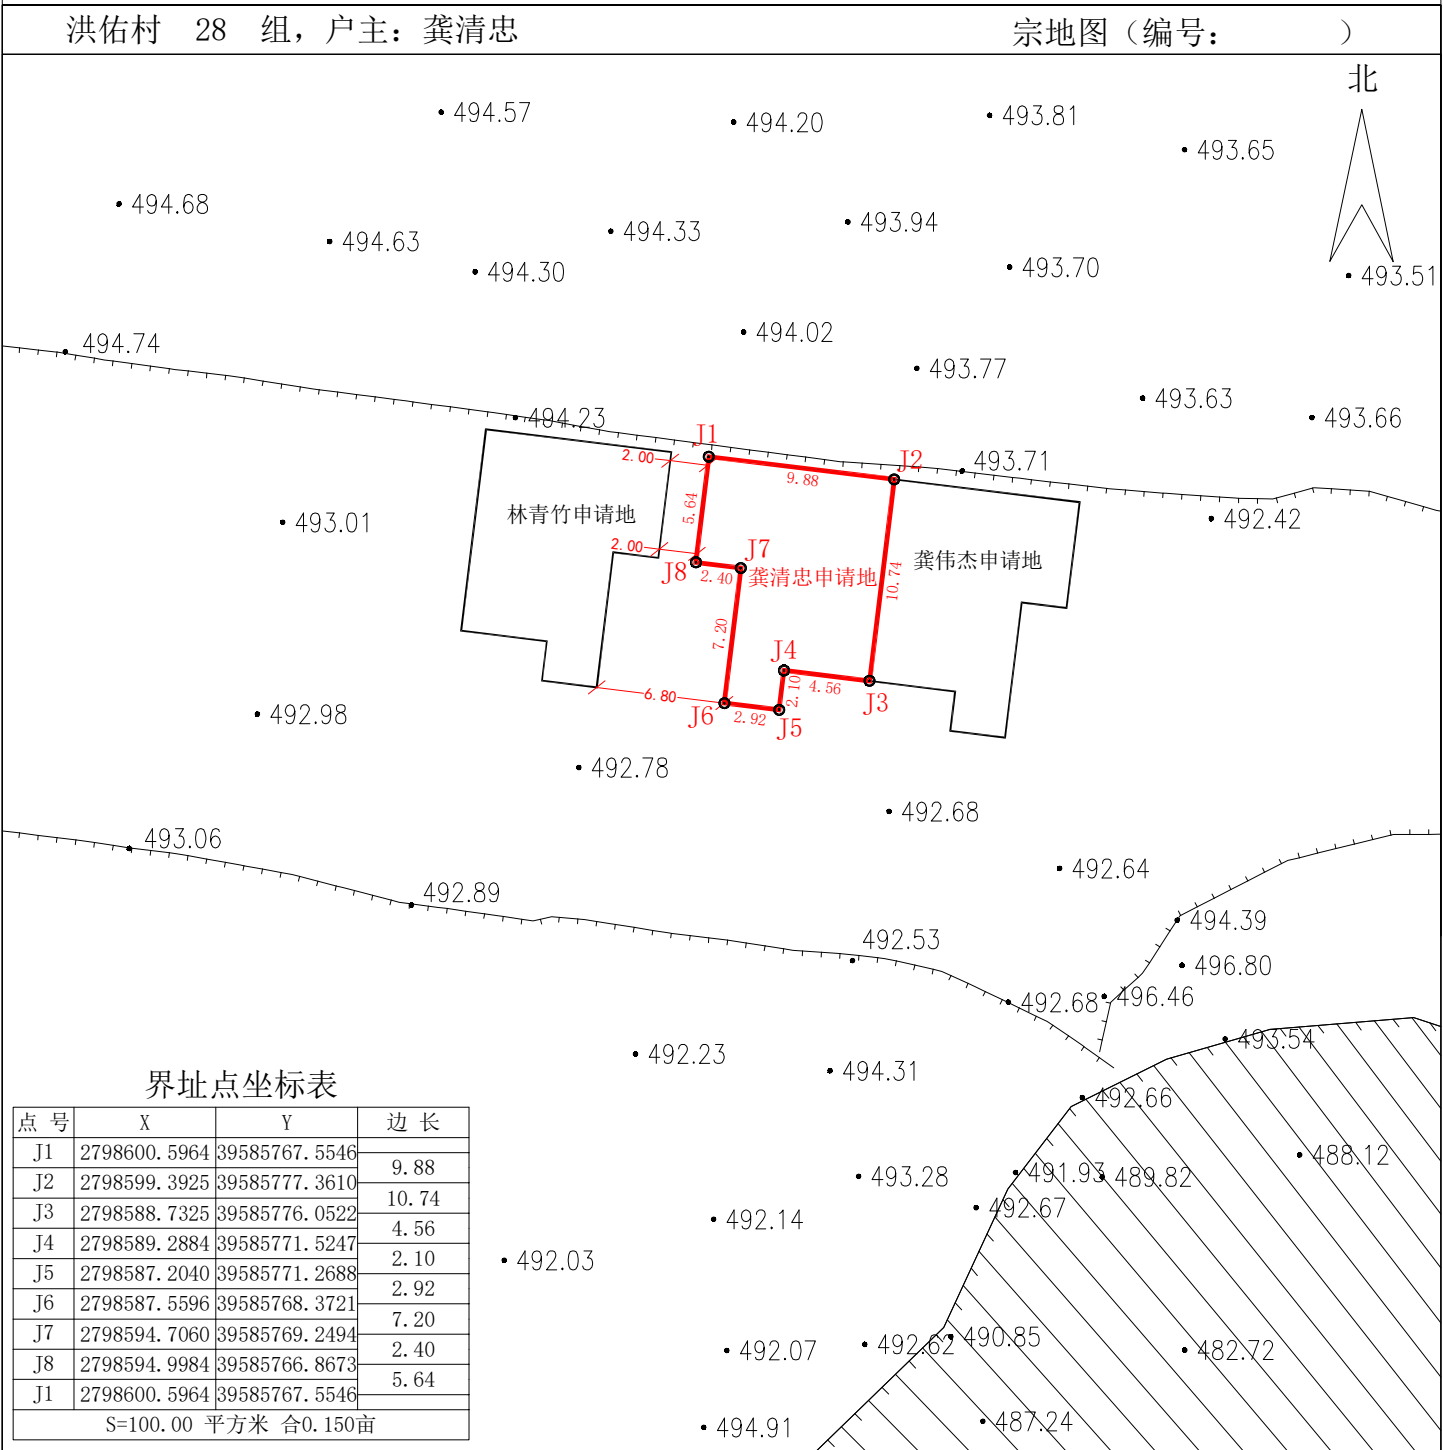 洪佑村 28 组，户主：龚清忠 宗地图（编号： ）
北
494.57
494.20
493.81
493.65
494.68
494.63
494.33
493.94
494.30
493.70
493.51
494.74
494.02
493.77
493.63
493.66
494.23
J1
J2
493.71
2.00
9.88
493.01
林青竹申请地
5.64
492.42
2.00
J7
龚伟杰申请地
J8
2.40
龚清忠申请地
10.74
7.20
J4
2.10
4.56
J3
6.80
J6
2.92
J5
492.98
492.78
492.68
493.06
492.64
492.89
494.39
492.53
496.80
492.68
496.46
493.54
492.23
494.31
492.66
488.12
493.28
491.93
489.82
492.14
492.67
492.03
492.07
492.62
490.85
482.72
494.91
487.24
界址点坐标表
点 号 X Y 边 长
J1 2798600.5964 39585767.5546
9.88
J2 2798599.3925 39585777.3610
10.74
J3 2798588.7325 39585776.0522
4.56
J4 2798589.2884 39585771.5247
2.10
J5 2798587.2040 39585771.2688
2.92
J6 2798587.5596 39585768.3721
7.20
J7 2798594.7060 39585769.2494
2.40
J8 2798594.9984 39585766.8673
5.64
J1 2798600.5964 39585767.5546
S=100.00 平方米 合0.150亩